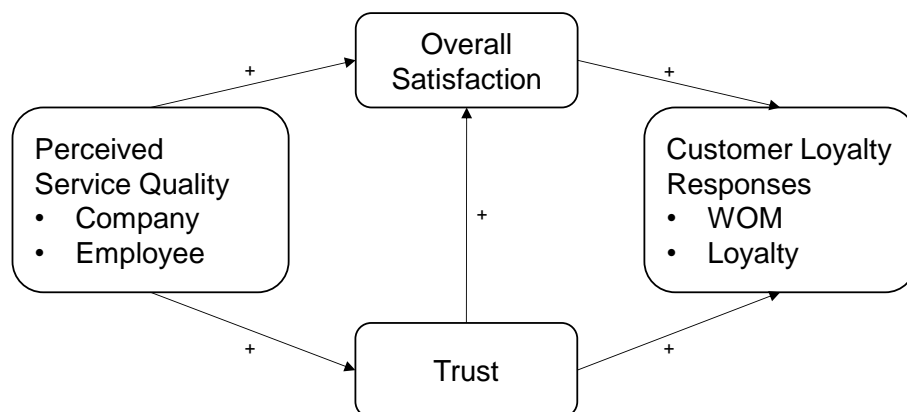 Overall
Satisfaction
+
+
Perceived
Service Quality
• Company
• Employee
Customer Loyalty
Responses
• WOM
• Loyalty
+
+
+
Trust